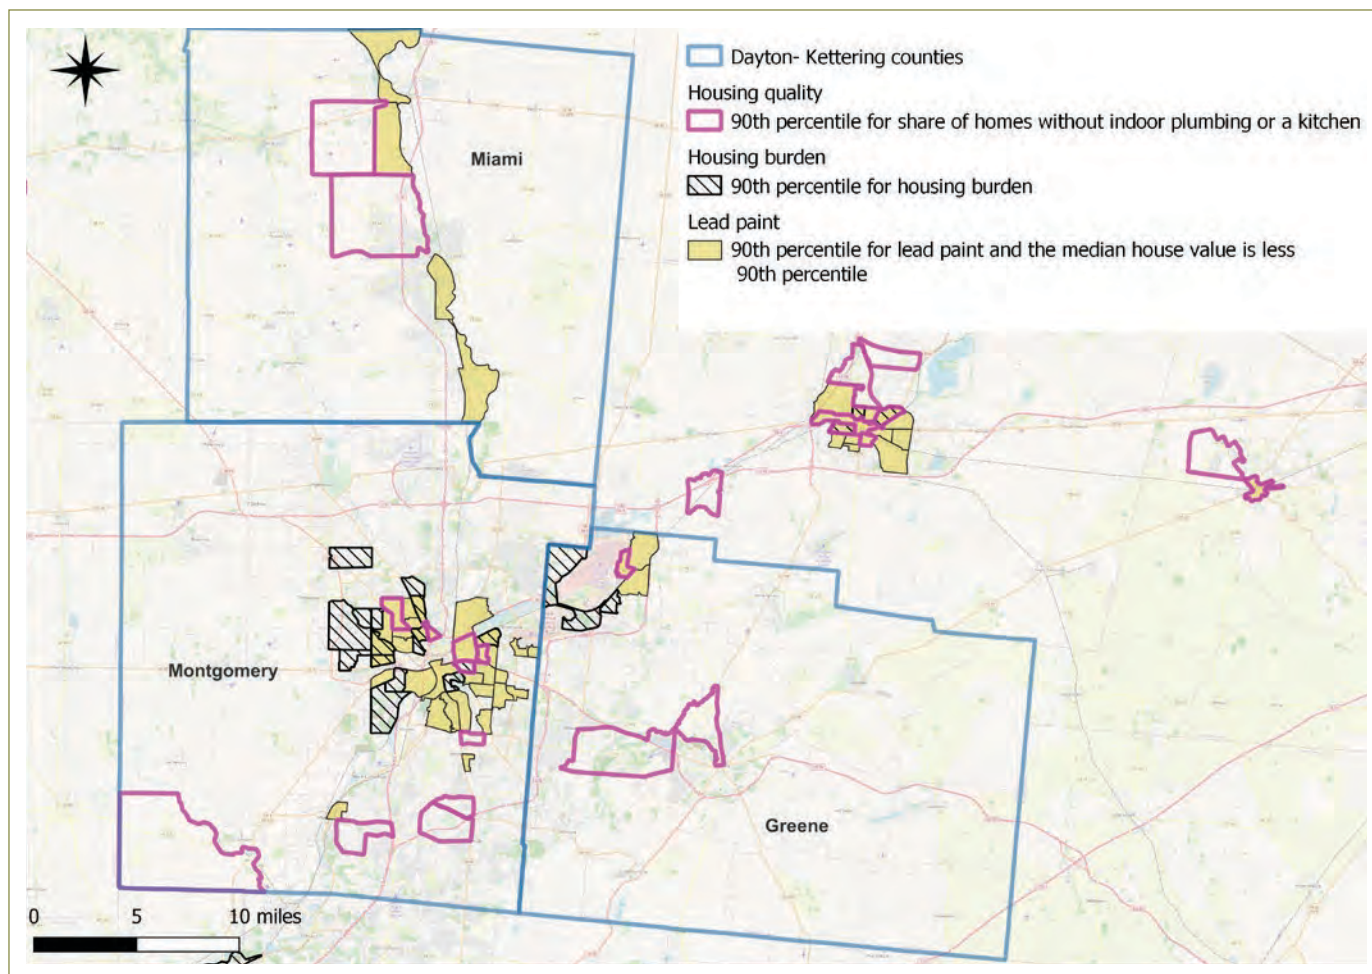 Dayton- Kettering counties
Housing quality
90th percentile for share of homes without indoor plumbing or a kitchen
Housing burden
90th percentile for housing burden
Lead paint
90th percentile for lead paint and the median house value is less
90th percentile
Miami
Montgomery
Greene
0 5 10 miles